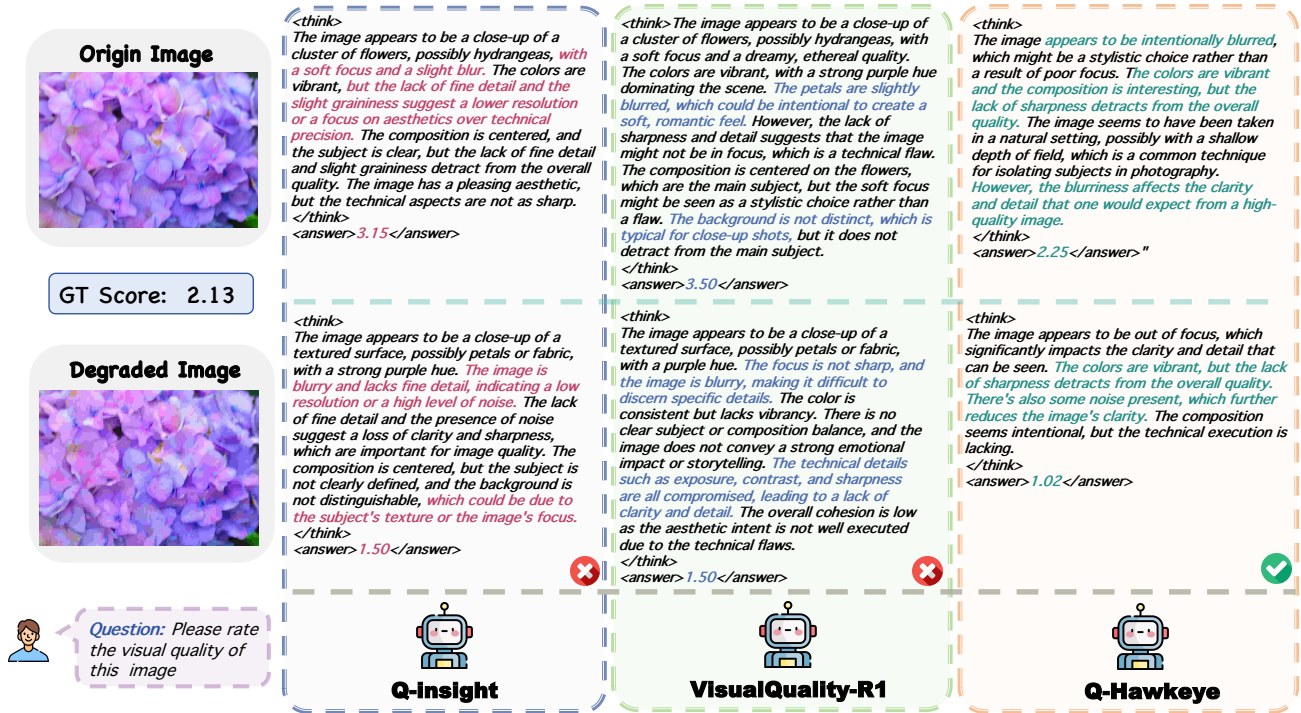 Origin Image
GT Score: 2.13
Degraded Image
Question: Please rate
the visual quality of
this image
<think>
The image appears to be a close-up of a
cluster of flowers, possibly hydrangeas, with
a soft focus and a slight blur. The colors are
vibrant, but the lack of fine detail and the
slight graininess suggest a lower resolution
or a focus on aesthetics over technical
precision. The composition is centered, and
the subject is clear, but the lack of fine detail
and slight graininess detract from the overall
quality. The image has a pleasing aesthetic,
but the technical aspects are not as sharp.
</think>
<answer>3.15</answer>
<think>
The image appears to be a close-up of a
textured surface, possibly petals or fabric,
with a strong purple hue. The image is
blurry and lacks fine detail, indicating a low
resolution or a high level of noise. The lack
of fine detail and the presence of noise
suggest a loss of clarity and sharpness,
which are important for image quality. The
composition is centered, but the subject is
not clearly defined, and the background is
not distinguishable, which could be due to
the subject's texture or the image's focus.
</think>
<answer>1.50</answer>
Q-insight
<think>The image appears to be a close-up of
a cluster of flowers, possibly hydrangeas, with
a soft focus and a dreamy, ethereal quality.
The colors are vibrant, with a strong purple hue
dominating the scene. The petals are slightly
blurred, which could be intentional to create a
soft, romantic feel. However, the lack of
sharpness and detail suggests that the image
might not be in focus, which is a technical flaw.
The composition is centered on the flowers,
which are the main subject, but the soft focus
might be seen as a stylistic choice rather than
a flaw. The background is not distinct, which is
typical for close-up shots, but it does not
detract from the main subject.
</think>
<answer>3.50</answer>
<think>
The image appears to be a close-up of a
textured surface, possibly petals or fabric,
with a purple hue. The focus is not sharp, and
the image is blurry, making it difficult to
discern specific details. The color is
consistent but lacks vibrancy. There is no
clear subject or composition balance, and the
image does not convey a strong emotional
impact or storytelling. The technical details
such as exposure, contrast, and sharpness
are all compromised, leading to a lack of
clarity and detail. The overall cohesion is low
as the aesthetic intent is not well executed
due to the technical flaws.
</think>
<answer>1.50</answer>
VisualQuality-R1
<think>
The image appears to be intentionally blurred,
which might be a stylistic choice rather than
a result of poor focus. The colors are vibrant
and the composition is interesting, but the
lack of sharpness detracts from the overall
quality. The image seems to have been taken
in a natural setting, possibly with a shallow
depth of field, which is a common technique
for isolating subjects in photography.
However, the blurriness affects the clarity
and detail that one would expect from a high-
quality image.
</think>
<answer>2.25</answer>"
<think>
The image appears to be out of focus, which
significantly impacts the clarity and detail that
can be seen. The colors are vibrant, but the lack
of sharpness detracts from the overall quality.
There's also some noise present, which further
reduces the image's clarity. The composition
seems intentional, but the technical execution is
lacking.
</think>
<answer>1.02</answer>
Q-Hawkeye